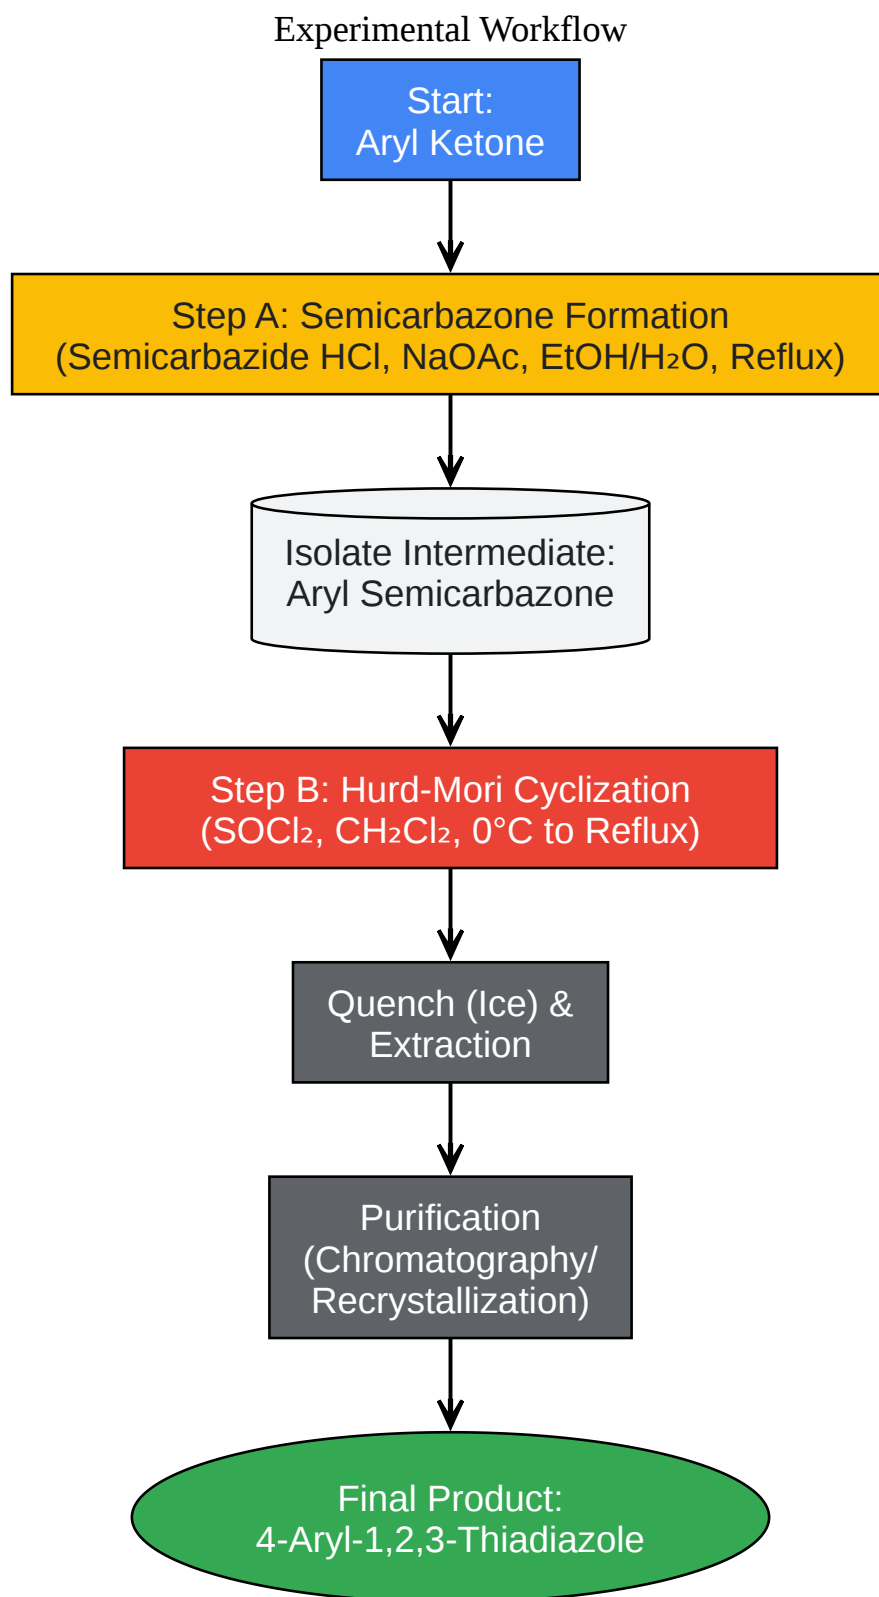 Experimental Workflow
Start:
Aryl Ketone
Step A: Semicarbazone Formation
(Semicarbazide HCl, NaOAc, EtOH/H₂O, Reflux)
Isolate Intermediate:
Aryl Semicarbazone
Step B: Hurd-Mori Cyclization
(SOCl₂, CH₂Cl₂, 0°C to Reflux)
Quench (Ice) &
Extraction
Purification
(Chromatography/
Recrystallization)
Final Product:
4-Aryl-1,2,3-Thiadiazole